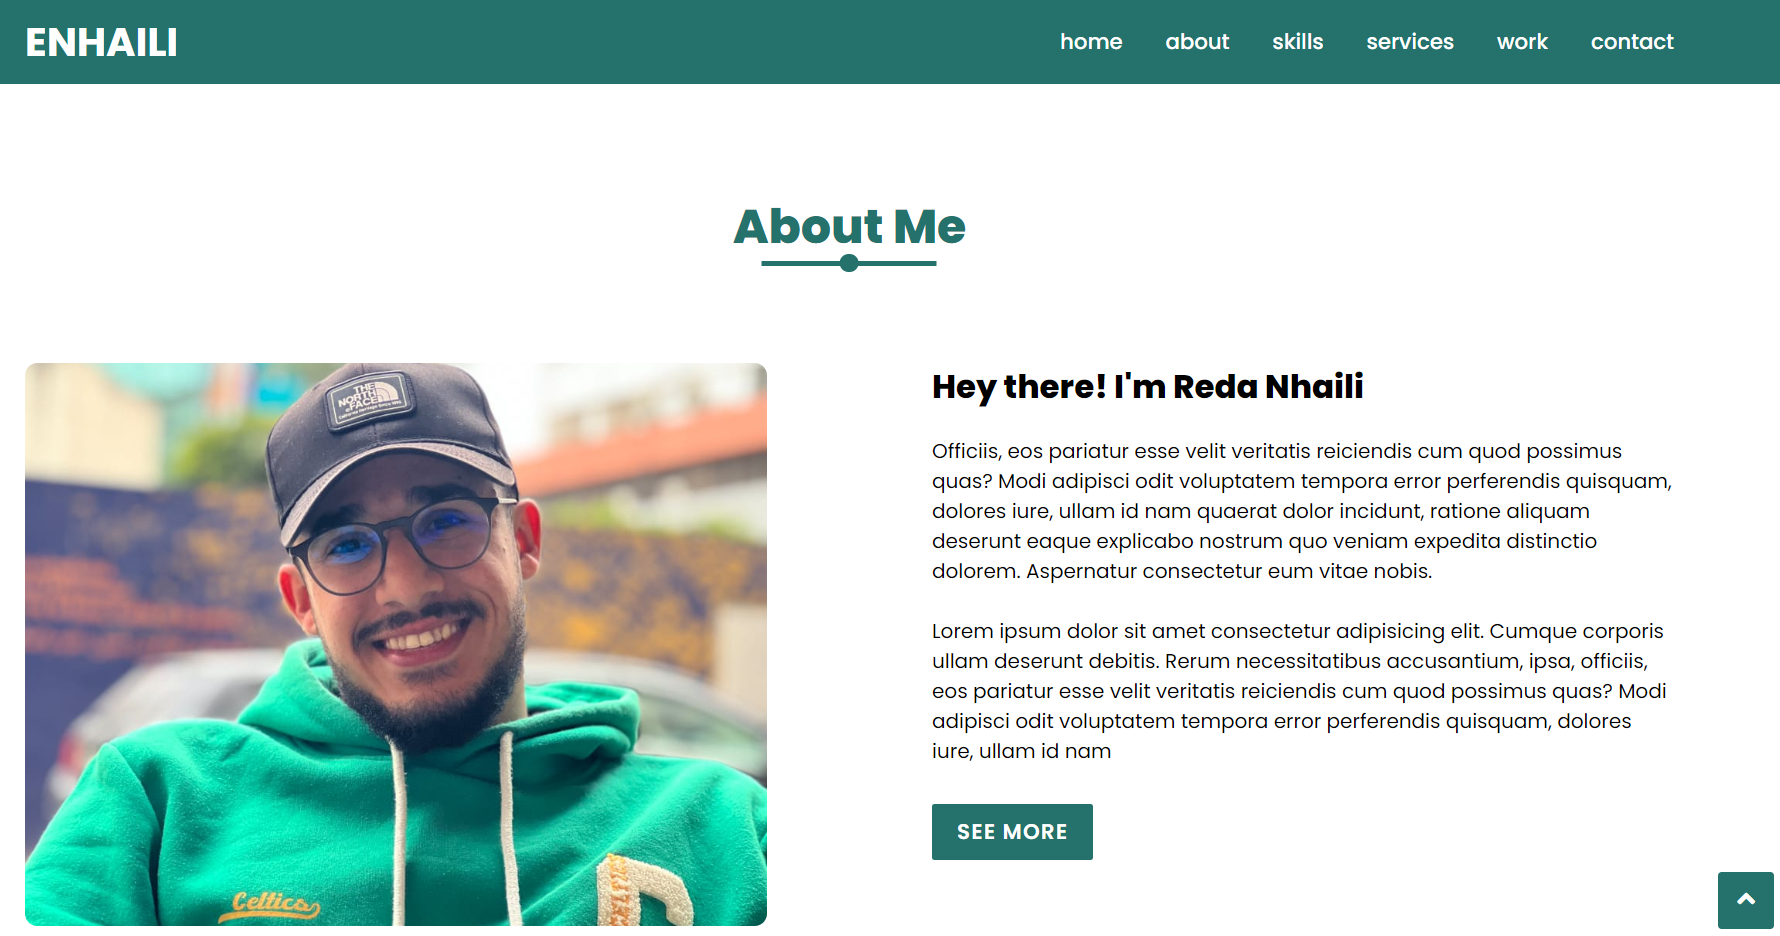 ENHAILI
home about skills services work contact
About Me
THE
NORTH
FACE
Hey there! I'm Reda Nhaili
Officiis, eos pariatur esse velit veritatis reiciendis cum quod possimus
quas? Modi adipisci odit voluptatem tempora error perferendis quisquam,
dolores iure, ullam id nam quaerat dolor incidunt, ratione aliquam
deserunt eaque explicabo nostrum quo veniam expedita distinctio
dolorem. Aspernatur consectetur eum vitae nobis.
Lorem ipsum dolor sit amet consectetur adipisicing elit. Cumque corporis
ullam deserunt debitis. Rerum necessitatibus accusantium, ipsa, officiis,
eos pariatur esse velit veritatis reiciendis cum quod possimus quas? Modi
adipisci odit voluptatem tempora error perferendis quisquam, dolores
iure, ullam id nam
Celtics
SEE MORE